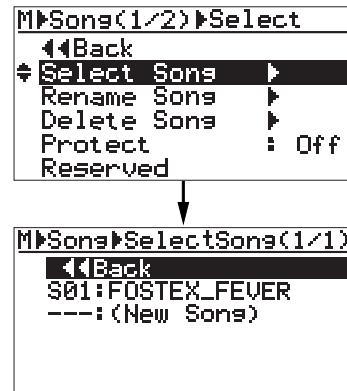 M▶Song(1/2)▶Select
◀◀Back
Select Song ▶
Rename Song ▶
Delete Song ▶
Protect : Off
Reserved
M▶Song▶SelectSong(1/1)
◀◀Back
S01:FOSTEX_FEVER
---:(New Song)